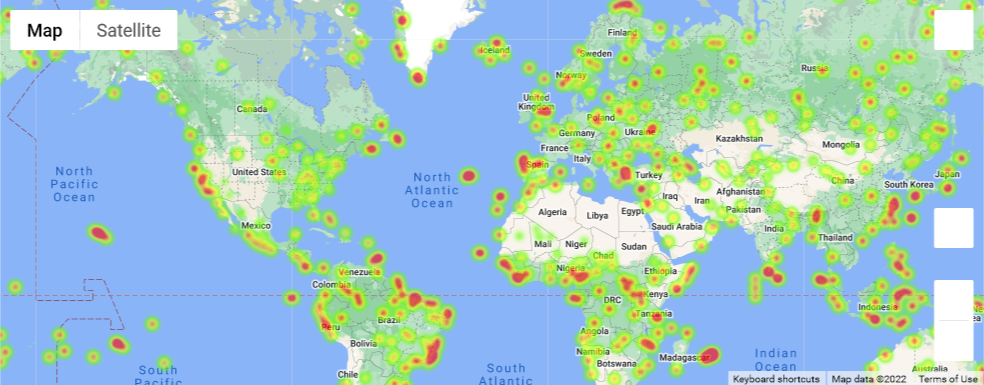 Map Satellite
Finland
Iceland
Sweden
Russia
Norway
Canada
United
Kingdom
Poland
Germany
Ukraine
Kazakhstan
France
Mongolia
Italy
Spain
North
Pacific
Ocean
United States
North
Atlantic
Ocean
Turkey
Japan
China
South Korea
Iraq
Iran
Afghanistan
Pakistan
Algeria
Libya
Egypt
Saudi Arabia
Mexico
India
Thailand
Mali
Niger
Sudan
Chad
Nigeria
Ethiopia
Venezuela
Colombia
Kenya
DRC
Indonesia
Tanzania
Brazil
Peru
Angola
Bolivia
Namibia
Botswana
Madagascar
Indian
Ocean
South
Pacific
South
Atlantic
Chile
Australia
Keyboard shortcuts Map data ©2022 Terms of Use